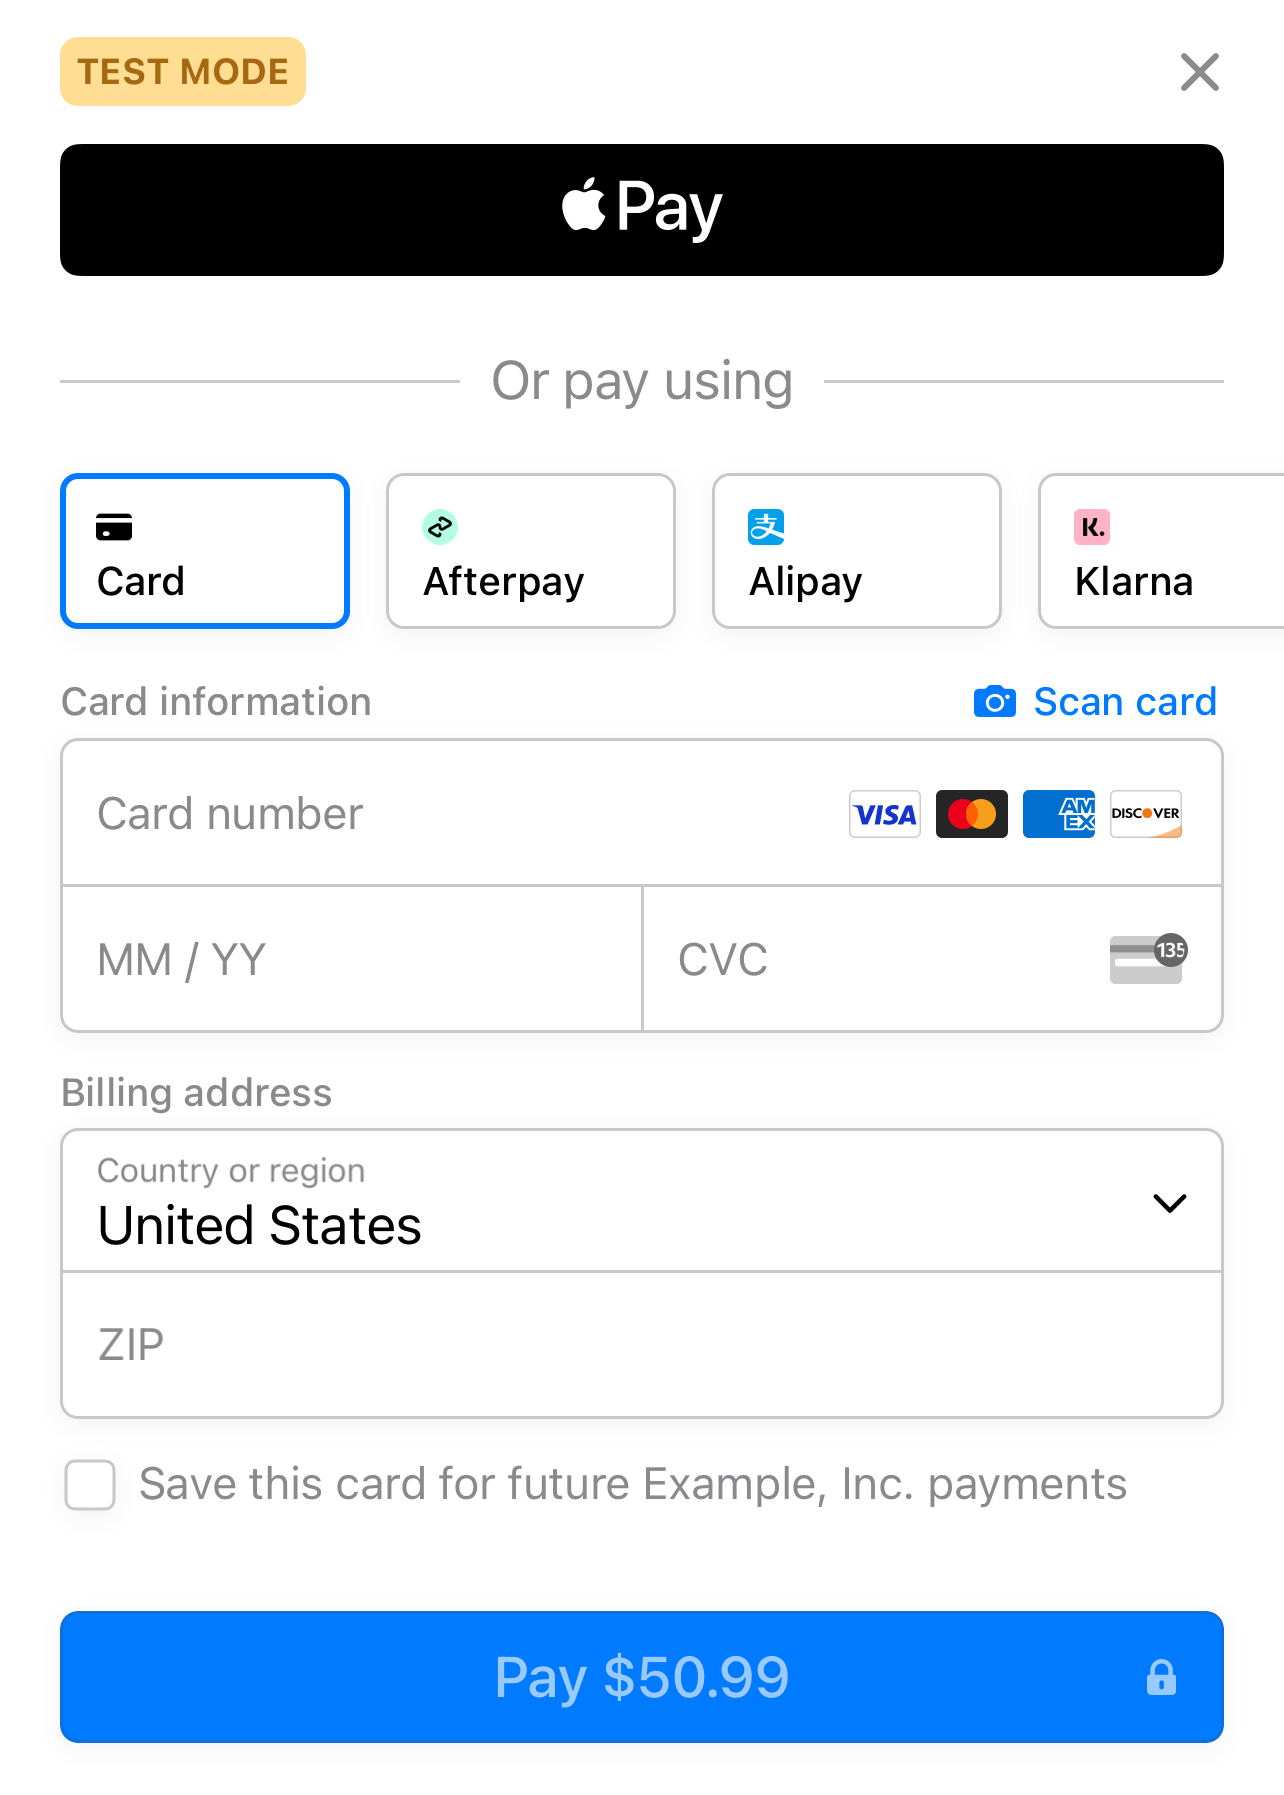 TEST MODE
Pay
Or pay using
Card
Afterpay
支
Alipay
K.
Klarna
Card information
Scan card
Card number
VISA
AM
EX
DISCOVER
MM / YY
CVC
135
Billing address
Country or region
United States
ZIP
Save this card for future Example, Inc. payments
Pay $50.99